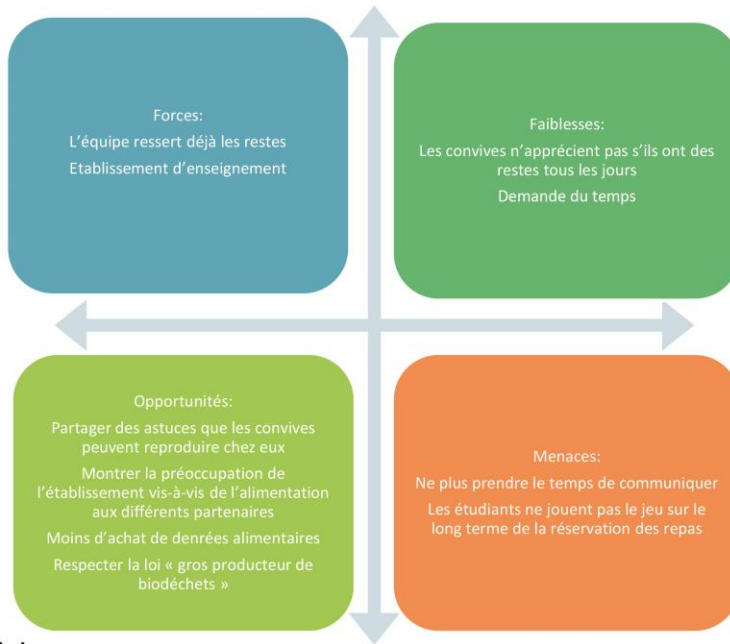 Forces:
L'équipe ressert déjà les restes
Etablissement d'enseignement
Faiblesses:
Les convives n'apprécient pas s'ils ont des
restes tous les jours
Demande du temps
Opportunités:
Partager des astuces que les convives
peuvent reproduire chez eux
Montrer la préoccupation de
l'établissement vis-à-vis de l'alimentation
aux différents partenaires
Moins d'achat de denrées alimentaires
Respecter la loi « gros producteur de
biodéchets »
Menaces:
Ne plus prendre le temps de communiquer
Les étudiants ne jouent pas le jeu sur le
long terme de la réservation des repas